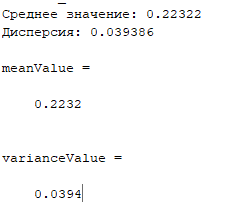 Среднее значение: 0.22322
Дисперсия: 0.039386
meanValue =
0.2232
varianceValue =
0.0394